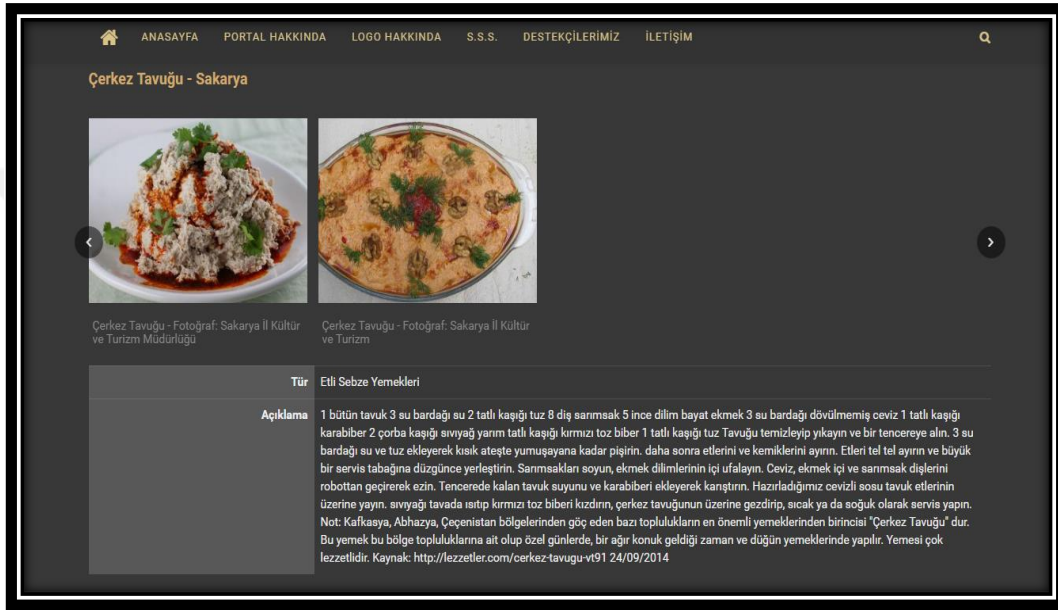 ANASAYFA PORTAL HAKKINDA LOGO HAKKINDA S.S.S. DESTEKÇİLERİMİZ İLETİŞİM
Çerkez Tavuğu - Sakarya
Çerkez Tavuğu - Fotoğraf: Sakarya İl Kültür
ve Turizm Müdürlüğü
Çerkez Tavuğu - Fotoğraf: Sakarya İl Kültür
ve Turizm
Tür Etli Sebze Yemekleri
Açıklama 1 bütün tavuk 3 su bardağı su 2 tatlı kaşığı tuz 8 diş sarımsak 5 ince dilim bayat ekmek 3 su bardağı dövülmemiş ceviz 1 tatlı kaşığı
karabiber 2 çorba kaşığı sıvıyağ yarım tatlı kaşığı kırmızı toz biber 1 tatlı kaşığı tuz Tavuğu temizleyip yıkayın ve bir tencereye alın. 3 su
bardağı su ve tuz ekleyerek kısık ateşte yumuşayana kadar pişirin. daha sonra etlerini ve kemiklerini ayırın. Etleri tel tel ayırın ve büyük
bir servis tabağına düzgünce yerleştirin. Sarımsakları soyun, ekmek dilimlerinin içi ufalayın. Ceviz, ekmek içi ve sarımsak dişlerini
robottan geçirerek ezin. Tencerede kalan tavuk suyunu ve karabiberi ekleyerek karıştırın. Hazırladığımız cevizli sosu tavuk etlerinin
üzerine yayın. sıvıyağı tavada ısıtıp kırmızı toz biberi kızdırın, çerkez tavuğunun üzerine gezdirip, sıcak ya da soğuk olarak servis yapın.
Not: Kafkasya, Abhazya, Çeçenistan bölgelerinden göç eden bazı toplulukların en önemli yemeklerinden birincisi "Çerkez Tavuğu" dur.
Bu yemek bu bölge topluluklarına ait olup özel günlerde, bir ağır konuk geldiği zaman ve düğün yemeklerinde yapılır. Yemesi çok
lezzetlidir. Kaynak: http://lezzetler.com/cerkez-tavugu-vt91 24/09/2014